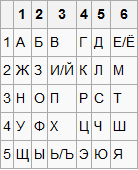 1 2 3 4 5 6
1 А Б В Г Д Е/Ё
2 Ж З И/Й К Л М
3 Н О П Р С Т
4 У Ф Х Ц Ч Ш
5 Щ Ы Ь/Ъ Э Ю Я